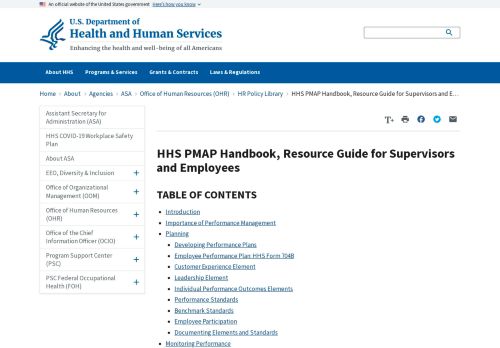 An official website of the United States government Here's how you know
U.S. Department of
Health and Human Services
Enhancing the health and well-being of all Americans
About HHS Programs & Services Grants & Contracts Laws & Regulations
Home About Agencies ASA Office of Human Resources (OHR) HR Policy Library HHS PMAP Handbook, Resource Guide for Supervisors and E...
Assistant Secretary for
Administration (ASA)
HHS COVID-19 Workplace Safety
Plan
About ASA
EEO, Diversity & Inclusion
Office of Organizational
Management (OOM)
Office of Human Resources
(OHR)
Office of the Chief
Information Officer (OCIO)
Program Support Center
(PSC)
PSC Federal Occupational
Health (FOH)
T+
HHS PMAP Handbook, Resource Guide for Supervisors
and Employees
TABLE OF CONTENTS
Introduction
Importance of Performance Management
Planning
Developing Performance Plans
Employee Performance Plan HHS Form 704B
Customer Experience Element
Leadership Element
Individual Performance Outcomes Elements
Performance Standards
Benchmark Standards
Employee Participation
Documenting Elements and Standards
Monitoring Performance